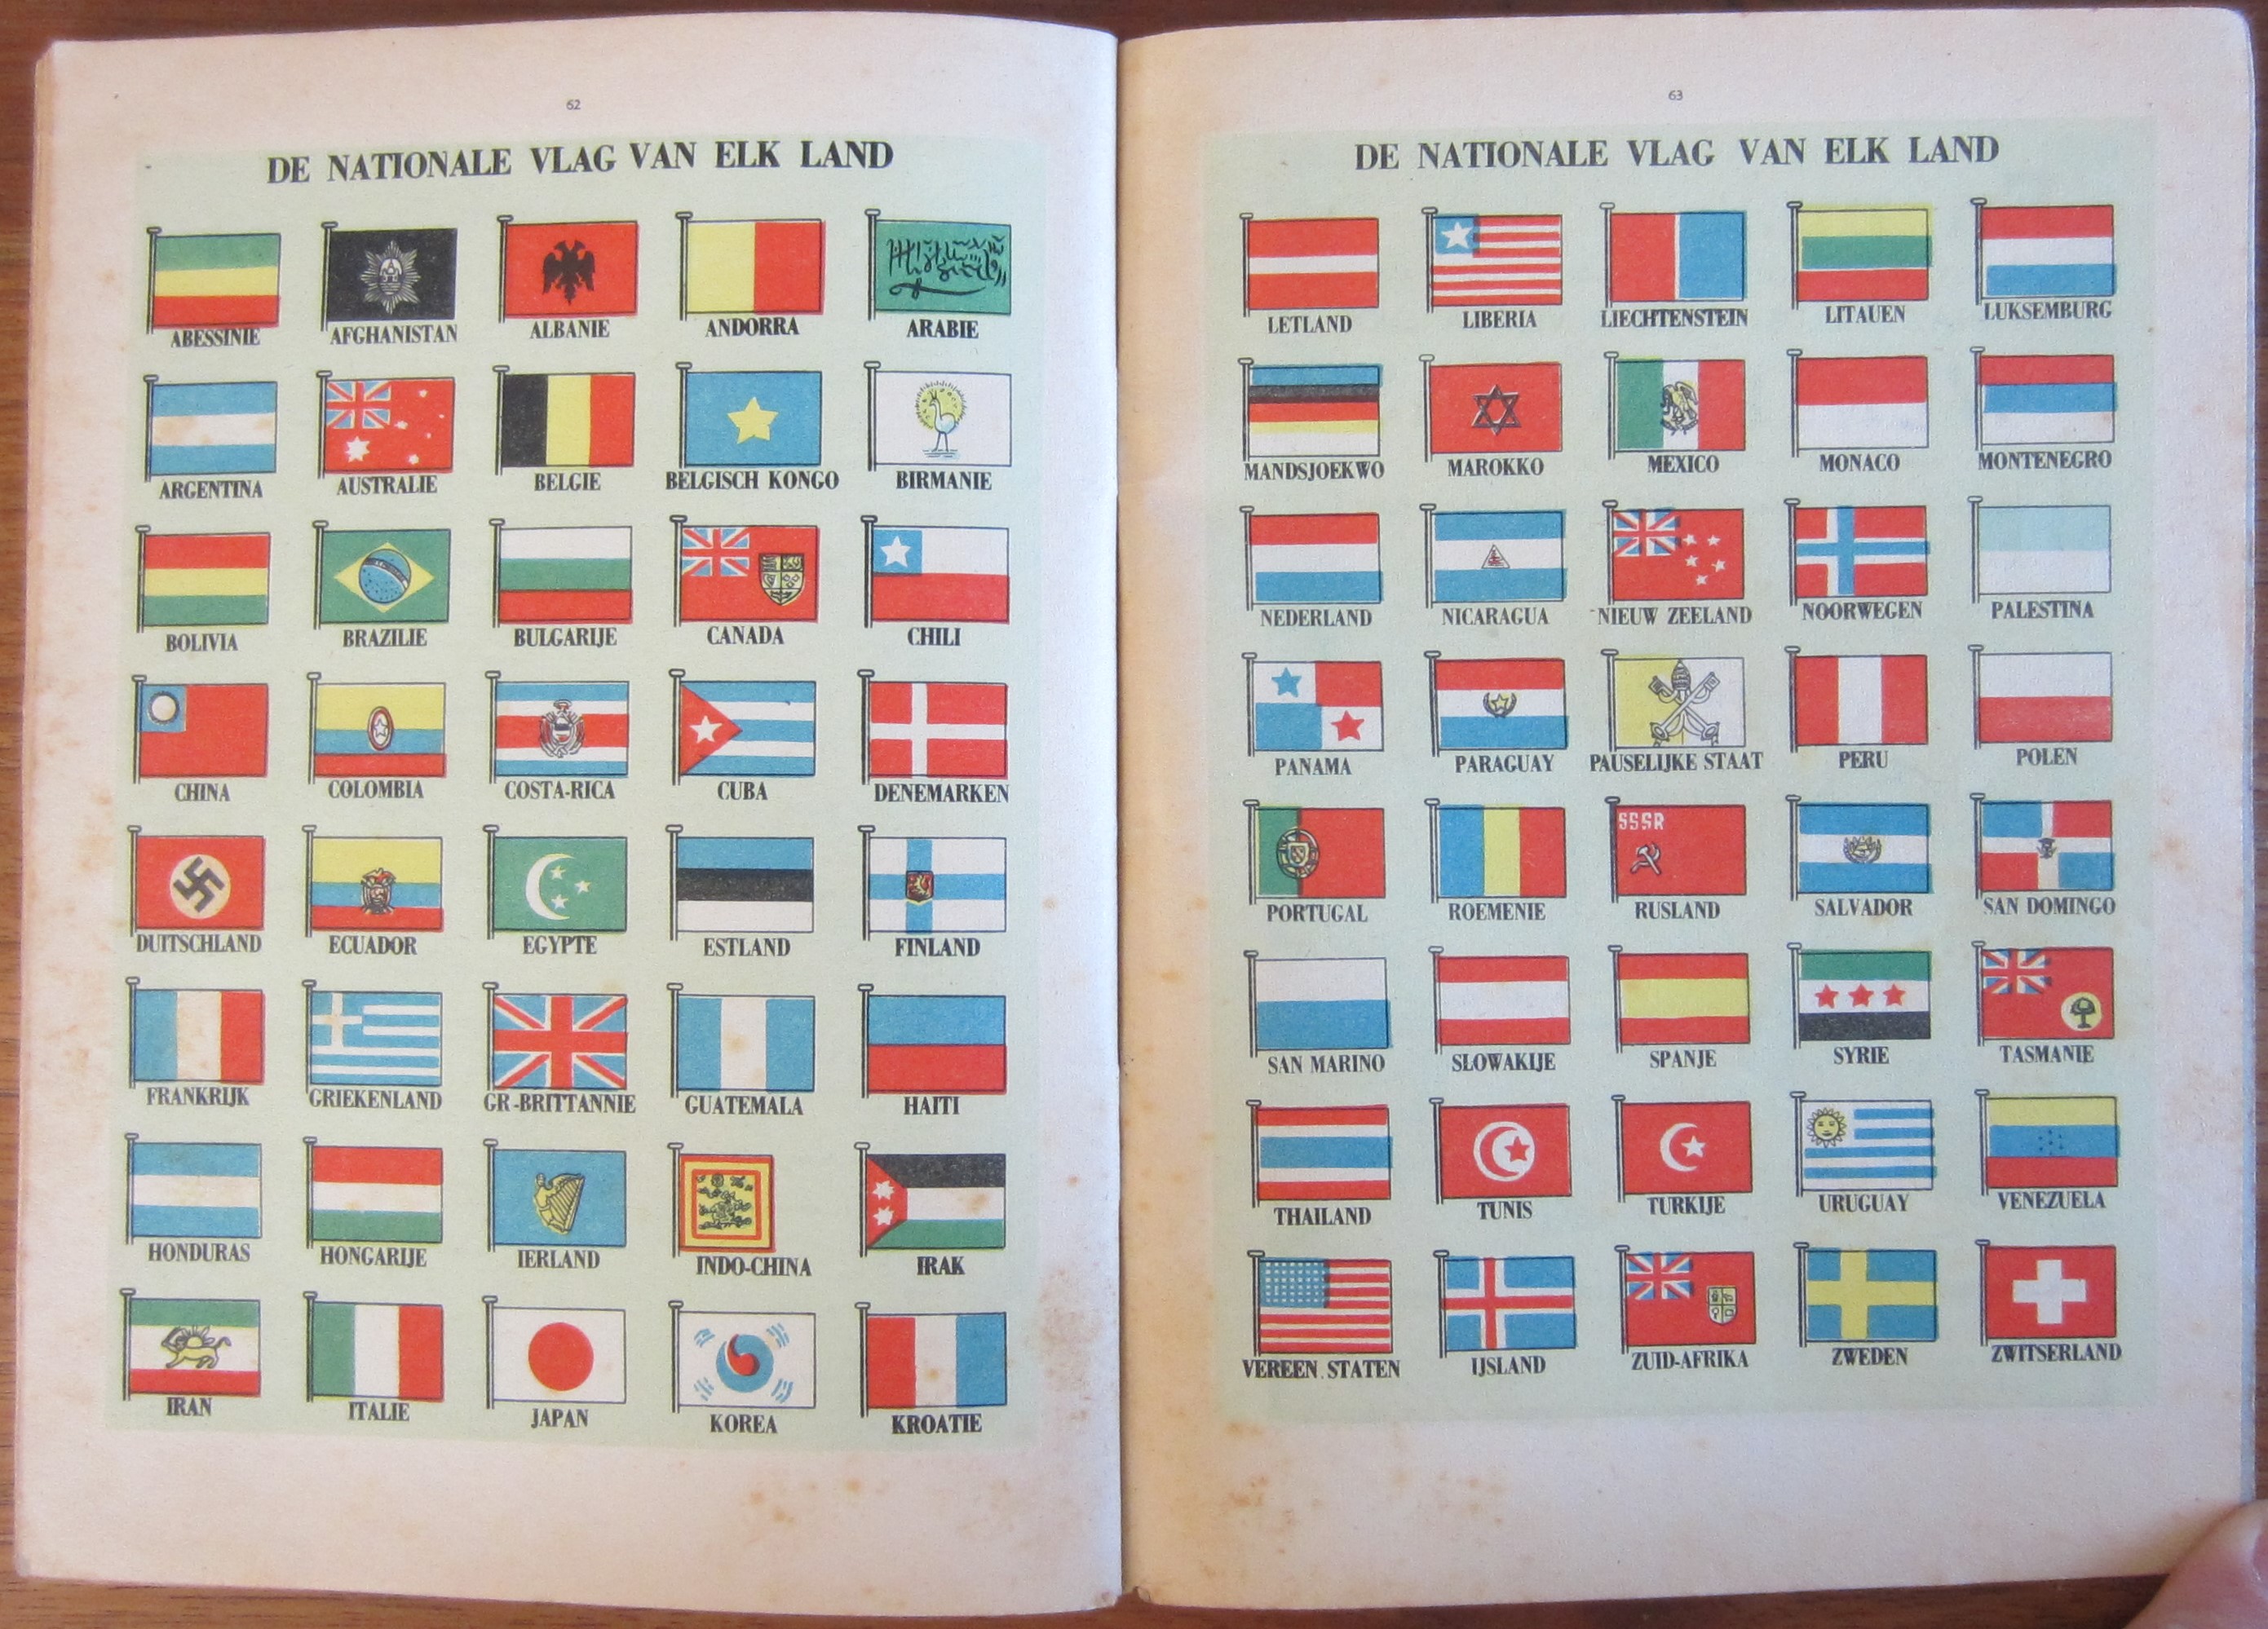 62
DE NATIONALE VLAG VAN ELK LAND
ABESSINIE AFGHANISTAN ALBANIE ANDORRA ARABIE
ARGENTINA AUSTRALIE BELGIE BELGISCH KONGO BIRMANIE
BOLIVIA BRAZILIE BULGARIJE CANADA CHILI
CHINA COLOMBIA COSTA-RICA CUBA DENEMARKEN
DUITSCHLAND ECUADOR EGYPTE ESTLAND FINLAND
FRANKRIJK GRIEKENLAND GR-BRITTANNIE GUATEMALA HAITI
HONDURAS HONGARIJE IERLAND INDO-CHINA IRAK
IRAN ITALIE JAPAN KOREA KROATIE
63
DE NATIONALE VLAG VAN ELK LAND
LETLAND LIBERIA LIECHTENSTEIN LITAUEN LUKSEMBURG
MANDSJOEKWO MAROKKO MEXICO MONACO MONTENEGRO
NEDERLAND NICARAGUA NIEUW ZEELAND NOORWEGEN PALESTINA
PANAMA PARAGUAY PAUSELIJKE STAAT PERU POLEN
SSSR
PORTUGAL ROEMENIE RUSLAND SALVADOR SAN DOMINGO
SAN MARINO SLOWAKIJE SPANJE SYRIE TASMANIE
THAILAND TUNIS TURKIJE URUGUAY VENEZUELA
VEREEN. STATEN IJSLAND ZUID-AFRIKA ZWEDEN ZWITSERLAND